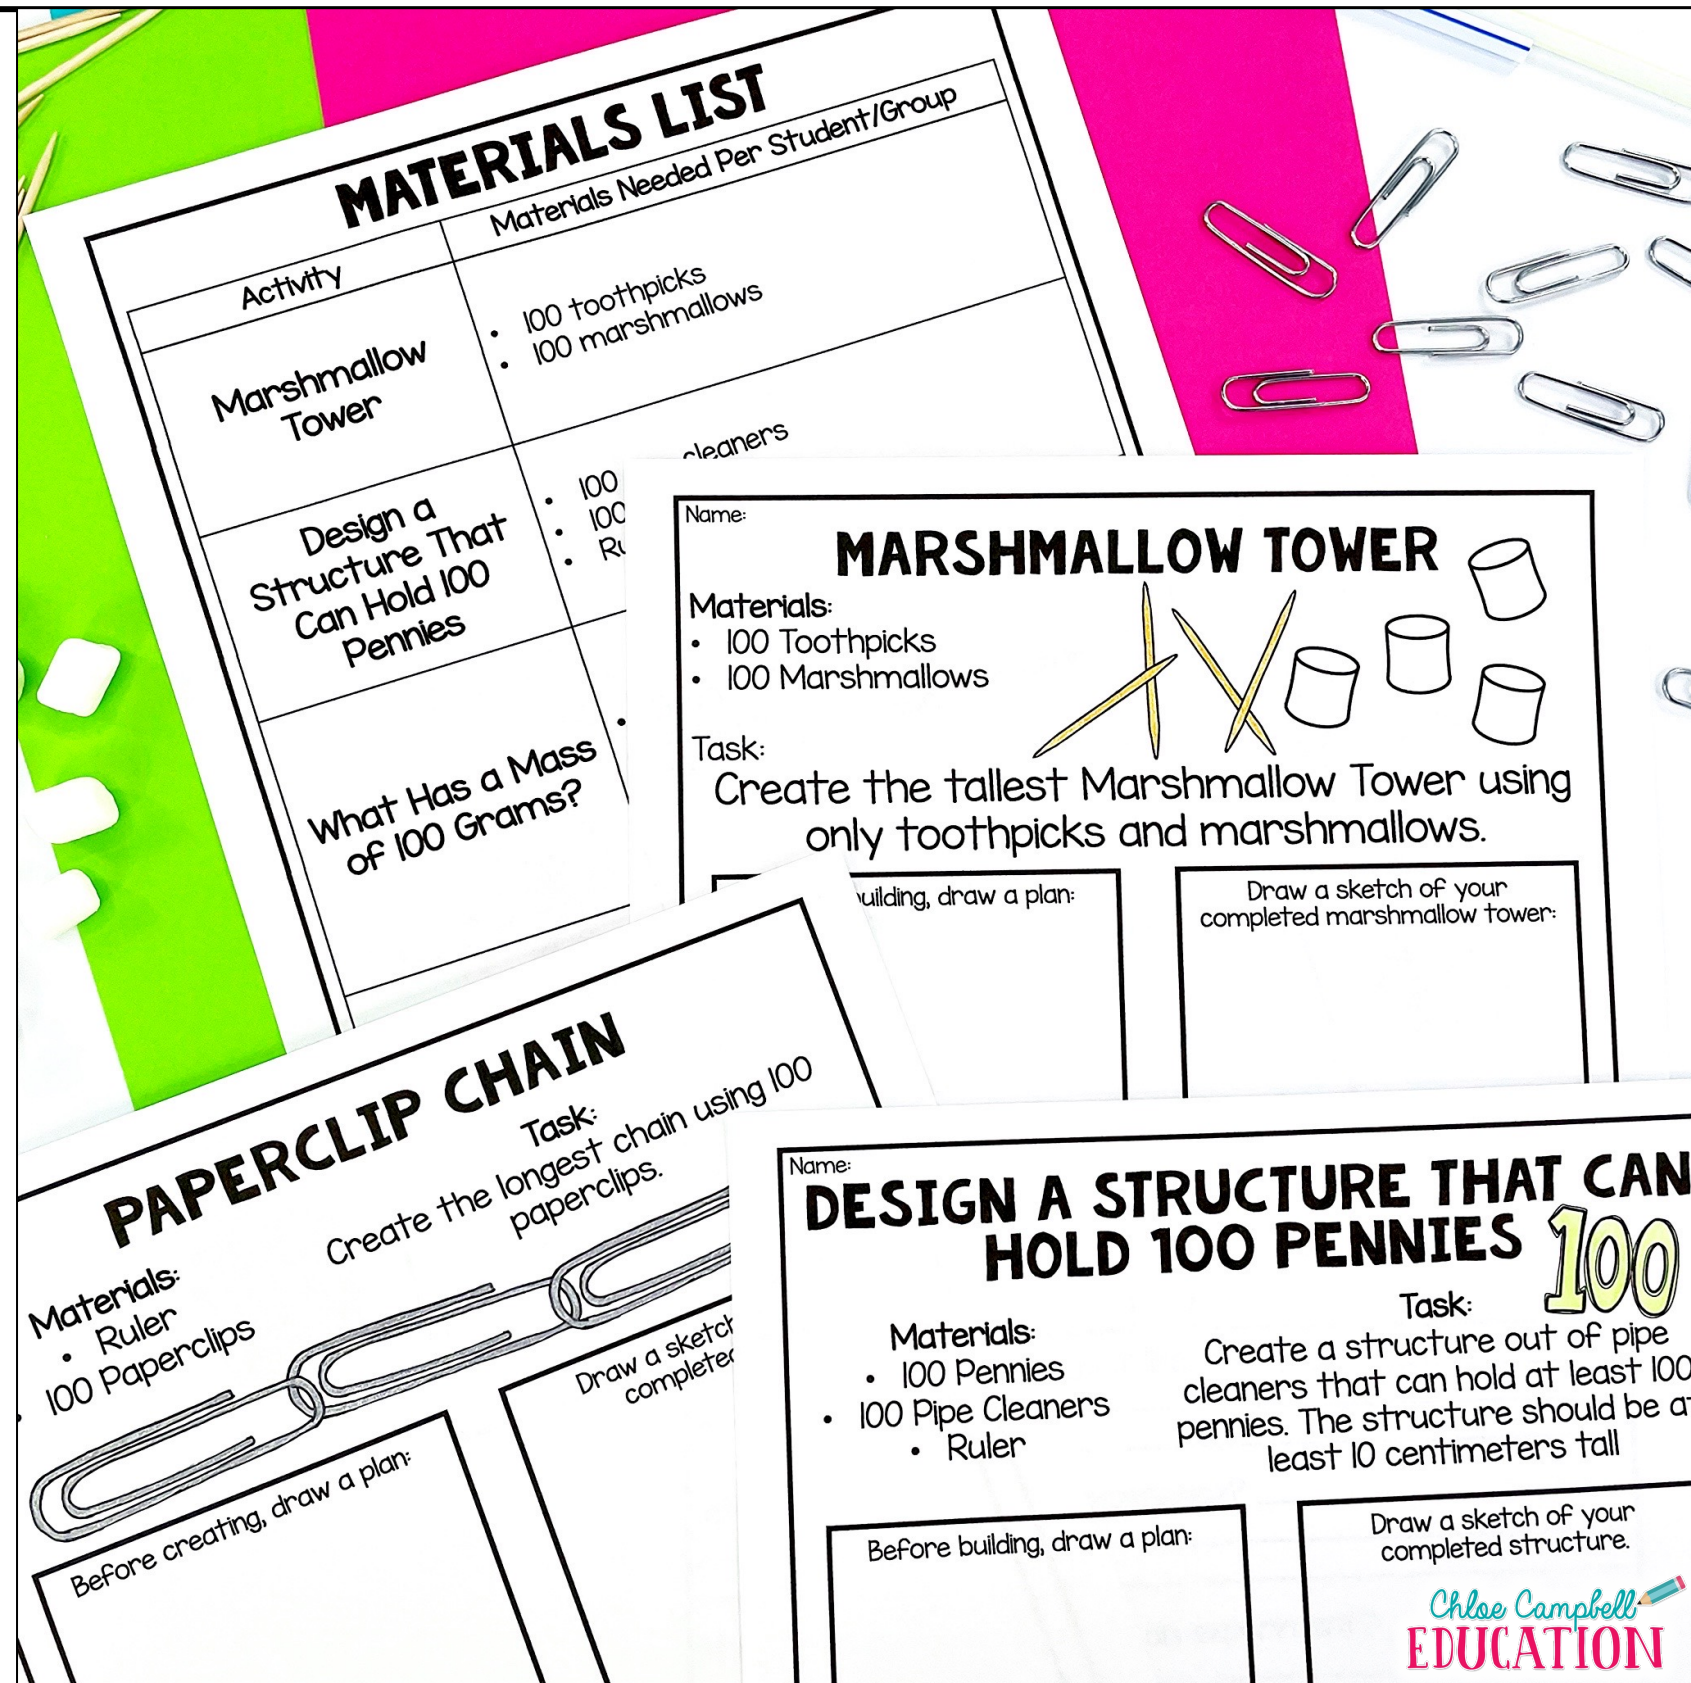 MATERIALS LIST
Activity
Materials Needed Per Student/Group
Marshmallow
Tower
• 100 toothpicks
• 100 marshmallows
Design a
Structure That
Can Hold 100
Pennies
• 100 cleaners
• 100
•
What Has a Mass
of 100 Grams?
•
Name:
MARSHMALLOW TOWER
Materials:
• 100 Toothpicks
• 100 Marshmallows
Task:
Create the tallest Marshmallow Tower using
only toothpicks and marshmallows.
draw a plan:
Draw a sketch of your
completed marshmallow tower:
PAPERCLIP CHAIN
Task:
Create the longest chain using 100
paperclips.
Materials:
• Ruler
• 100 Paperclips
Before creating, draw a plan:
Draw a sketch
Name:
DESIGN A STRUCTURE THAT CAN
HOLD 100 PENNIES
100
Materials:
• 100 Pennies
• 100 Pipe Cleaners
• Ruler
Task:
Create a structure out of pipe
cleaners that can hold at least 100
pennies. The structure should be at
least 10 centimeters tall
Before building, draw a plan:
Draw a sketch of your
completed structure.
Chloe Campbell
EDUCATION